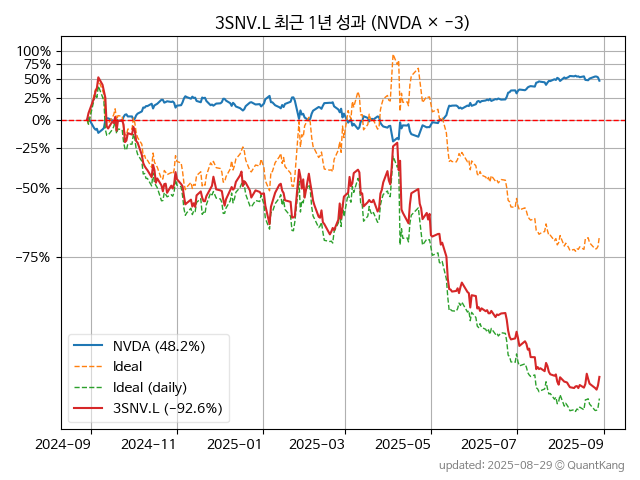 3SNV.L 최근 1년 성과 (NVDA × −3)
100%
75%
50%
25%
0%
−25%
−50%
−75%
NVDA (48.2%)
Ideal
Ideal (daily)
3SNV.L (−92.6%)
2024-09 2024-11 2025-01 2025-03 2025-05 2025-07 2025-09
updated: 2025-08-29 © QuantKang